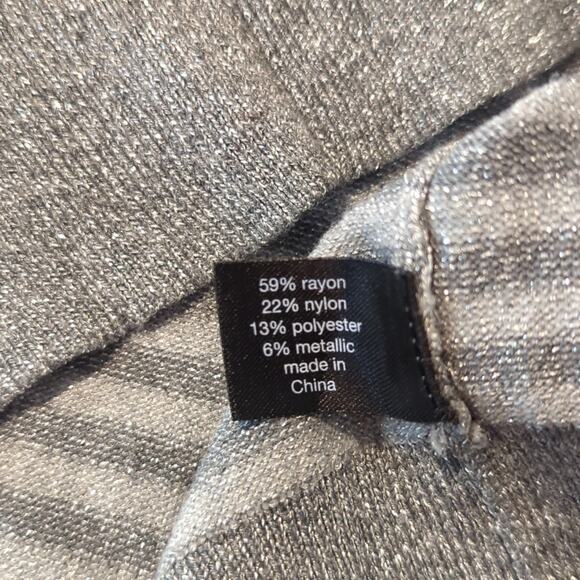 59% rayon
22% nylon
13% polyester
6% metallic
made in
China